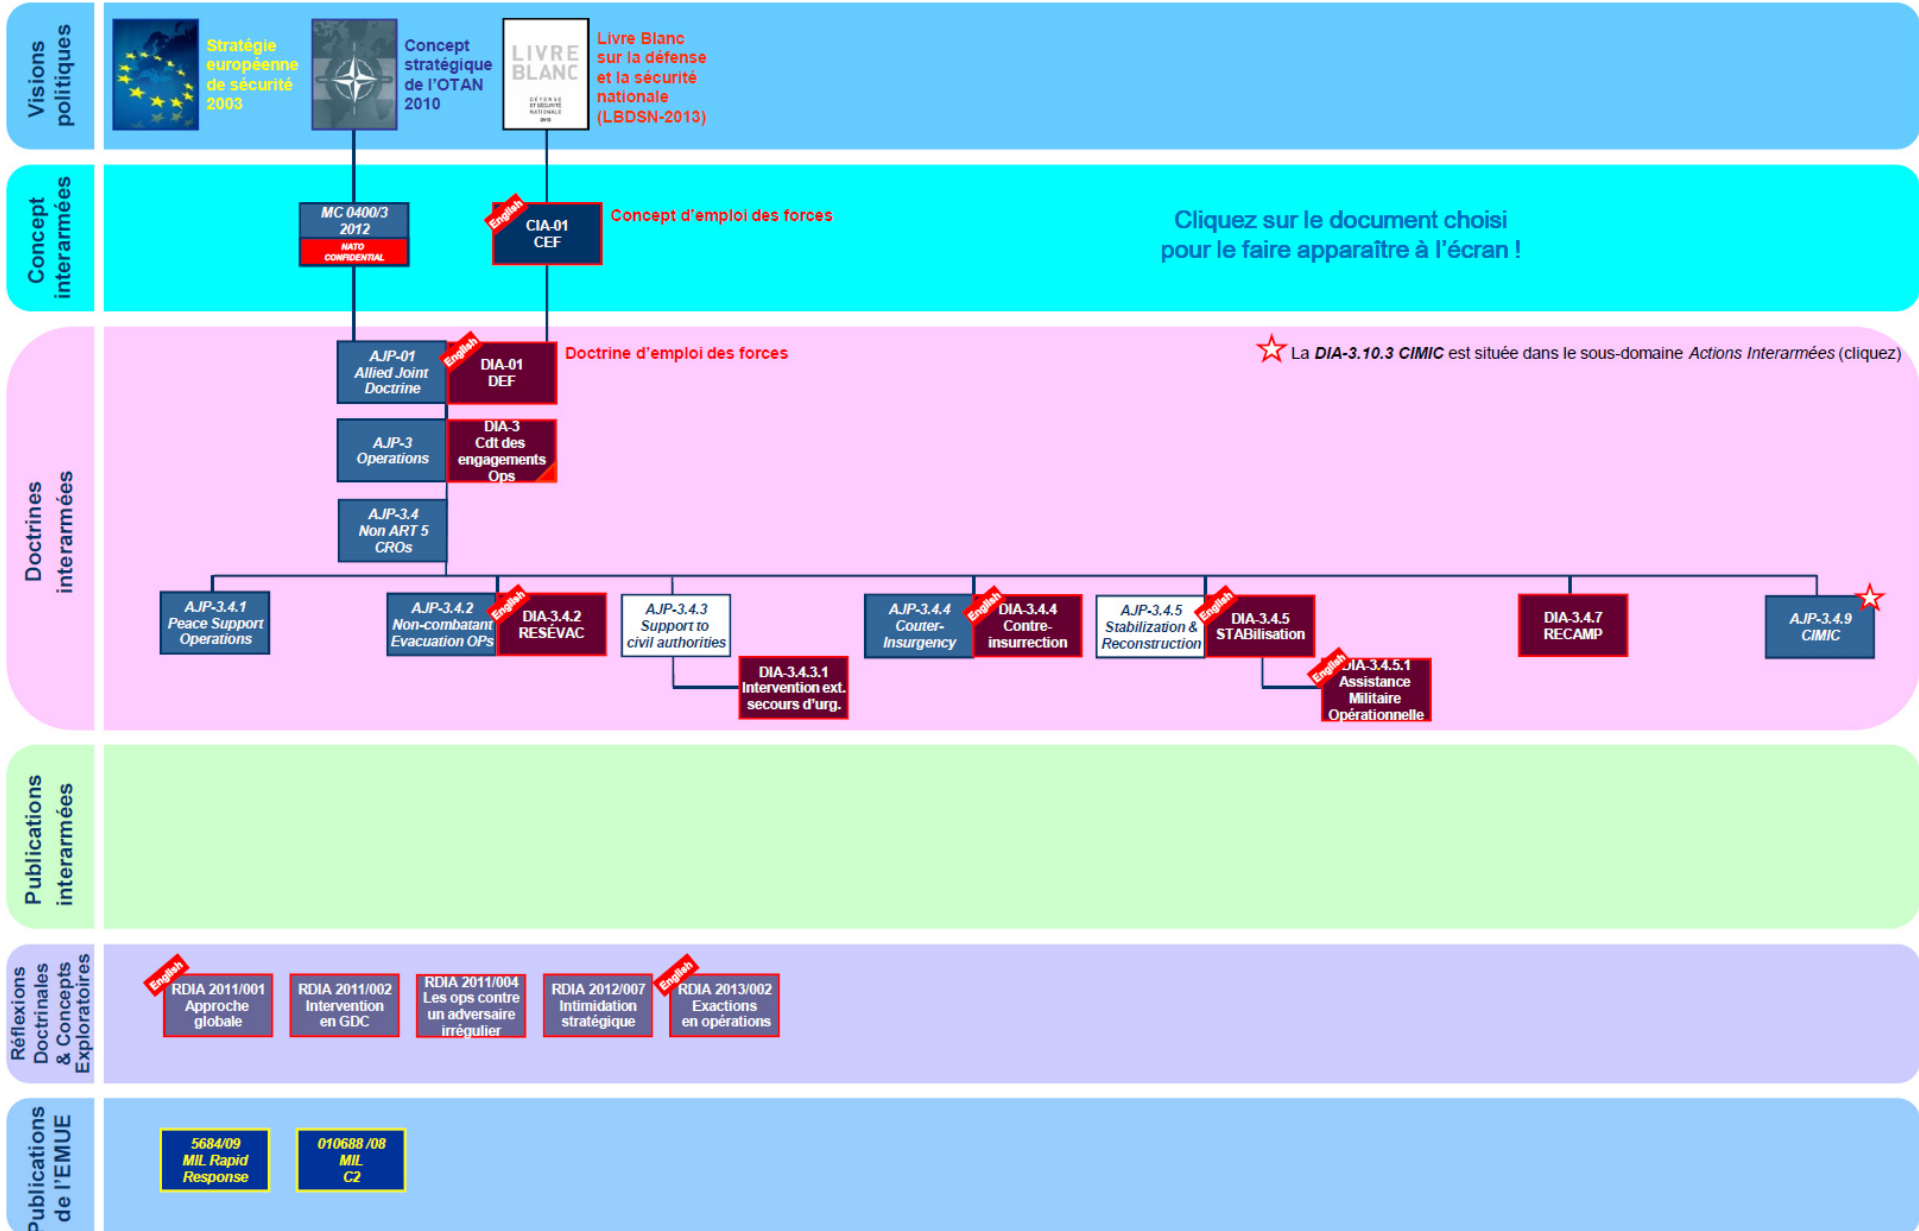 Visions
politiques
Stratégie
européenne
de sécurité
2003
Concept
stratégique
de l'OTAN
2010
LIVRE
BLANC
DÉFENSE
ET SÉCURITÉ
NATIONALE
2013
Livre Blanc
sur la défense
et la sécurité
nationale
(LBDSN-2013)
Concept
interarmées
MC 0400/3
2012
NATO
CONFIDENTIAL
English
CIA-01
CEF
Concept d'emploi des forces
Cliquez sur le document choisi
pour le faire apparaître à l'écran !
Doctrines
interarmées
AJP-01
Allied Joint
Doctrine
English
DIA-01
DEF
Doctrine d'emploi des forces
La DIA-3.10.3 CIMIC est située dans le sous-domaine Actions Interarmées (cliquez)
AJP-3
Operations
DIA-3
Cdt des
engagements
Ops
AJP-3.4
Non ART 5
CROs
AJP-3.4.1
Peace Support
Operations
AJP-3.4.2
Non-combatant
Evacuation OPs
English
DIA-3.4.2
RESÉVAC
AJP-3.4.3
Support to
civil authorities
DIA-3.4.3.1
Intervention ext.
secours d'urg.
AJP-3.4.4
Couter-
Insurgency
English
DIA-3.4.4
Contre-
insurrection
AJP-3.4.5
Stabilization &
Reconstruction
English
DIA-3.4.5
STABilisation
English
DIA-3.4.5.1
Assistance
Militaire
Opérationnelle
DIA-3.4.7
RECAMP
AJP-3.4.9
CIMIC
Publications
interarmées
Réflexions
Doctrinales
& Concepts
Exploratoires
English
RDIA 2011/001
Approche
globale
RDIA 2011/002
Intervention
en GDC
RDIA 2011/004
Les ops contre
un adversaire
irrégulier
RDIA 2012/007
Intimidation
stratégique
English
RDIA 2013/002
Exactions
en opérations
Publications
de l'EMUE
5684/09
MIL Rapid
Response
010688 /08
MIL
C2